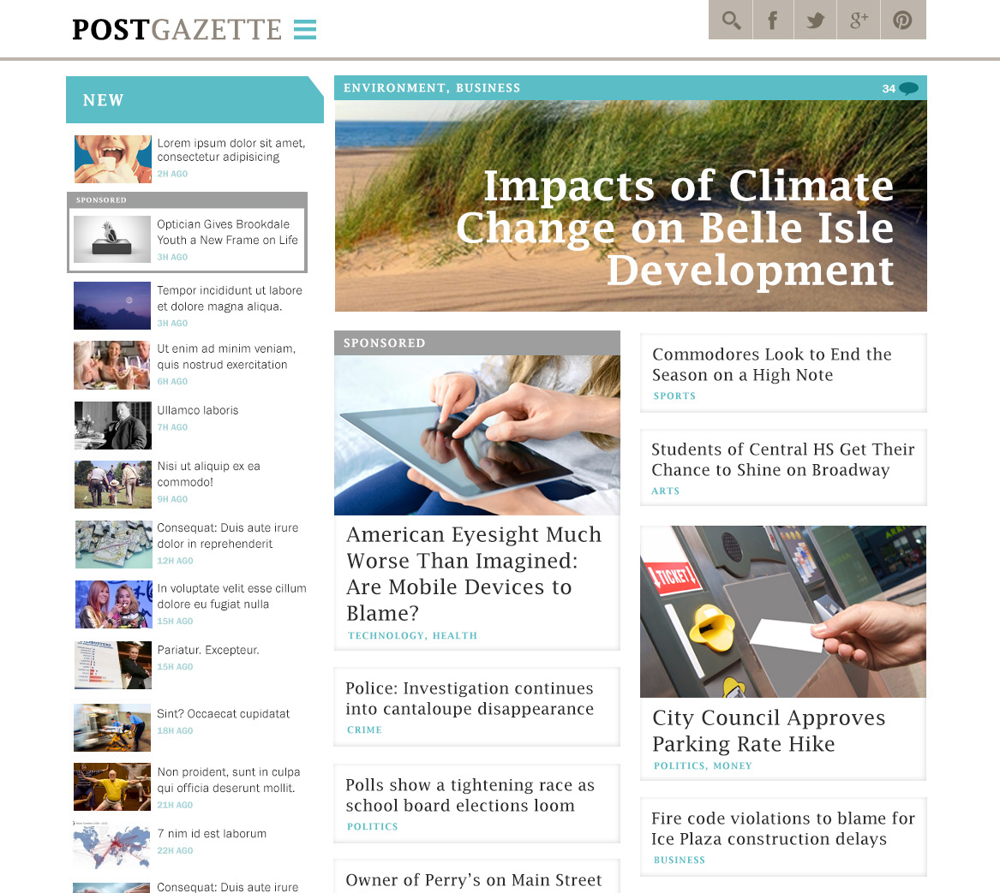 POSTGAZETTE
g+
NEW
Lorem ipsum dolor sit amet,
consectetur adipisicing
2H AGO
SPONSORED
Optician Gives Brookdale
Youth a New Frame on Life
3H AGO
Tempor incididunt ut labore
et dolore magna aliqua.
3H AGO
Ut enim ad minim veniam,
quis nostrud exercitation
6H AGO
Ullamco laboris
7H AGO
Nisi ut aliquip ex ea
commodo!
9H AGO
Consequat: Duis aute irure
dolor in reprehenderit
12H AGO
In voluptate velit esse cillum
dolore eu fugiat nulla
15H AGO
Pariatur. Excepteur.
15H AGO
Sint? Occaecat cupidatat
18H AGO
Non proident, sunt in culpa
qui officia deserunt mollit.
21H AGO
7 nim id est laborum
22H AGO
Consequat: Duis aute irure
ENVIRONMENT, BUSINESS
34
Impacts of Climate
Change on Belle Isle
Development
SPONSORED
American Eyesight Much
Worse Than Imagined:
Are Mobile Devices to
Blame?
TECHNOLOGY, HEALTH
Police: Investigation continues
into cantaloupe disappearance
CRIME
Polls show a tightening race as
school board elections loom
POLITICS
Owner of Perry’s on Main Street
Commodores Look to End the
Season on a High Note
SPORTS
Students of Central HS Get Their
Chance to Shine on Broadway
ARTS
TICKET
City Council Approves
Parking Rate Hike
POLITICS, MONEY
Fire code violations to blame for
Ice Plaza construction delays
BUSINESS